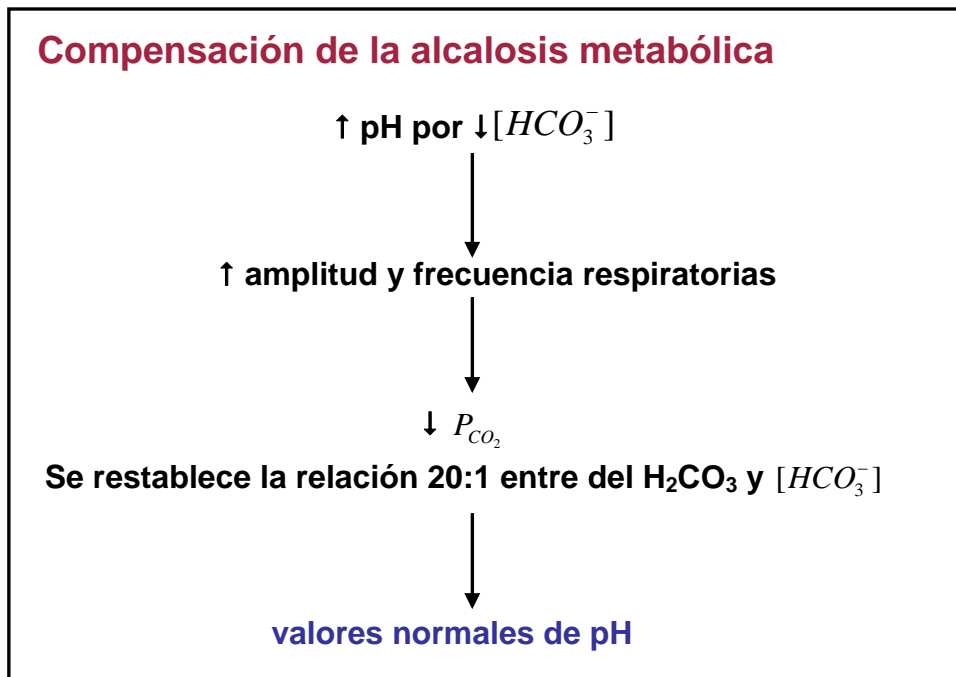 Compensación de la alcalosis metabólica
↑ pH por ↓[HCO₃⁻]
↑ amplitud y frecuencia respiratorias
↓ P_CO₂
Se restablece la relación 20:1 entre del H₂CO₃ y [HCO₃⁻]
valores normales de pH